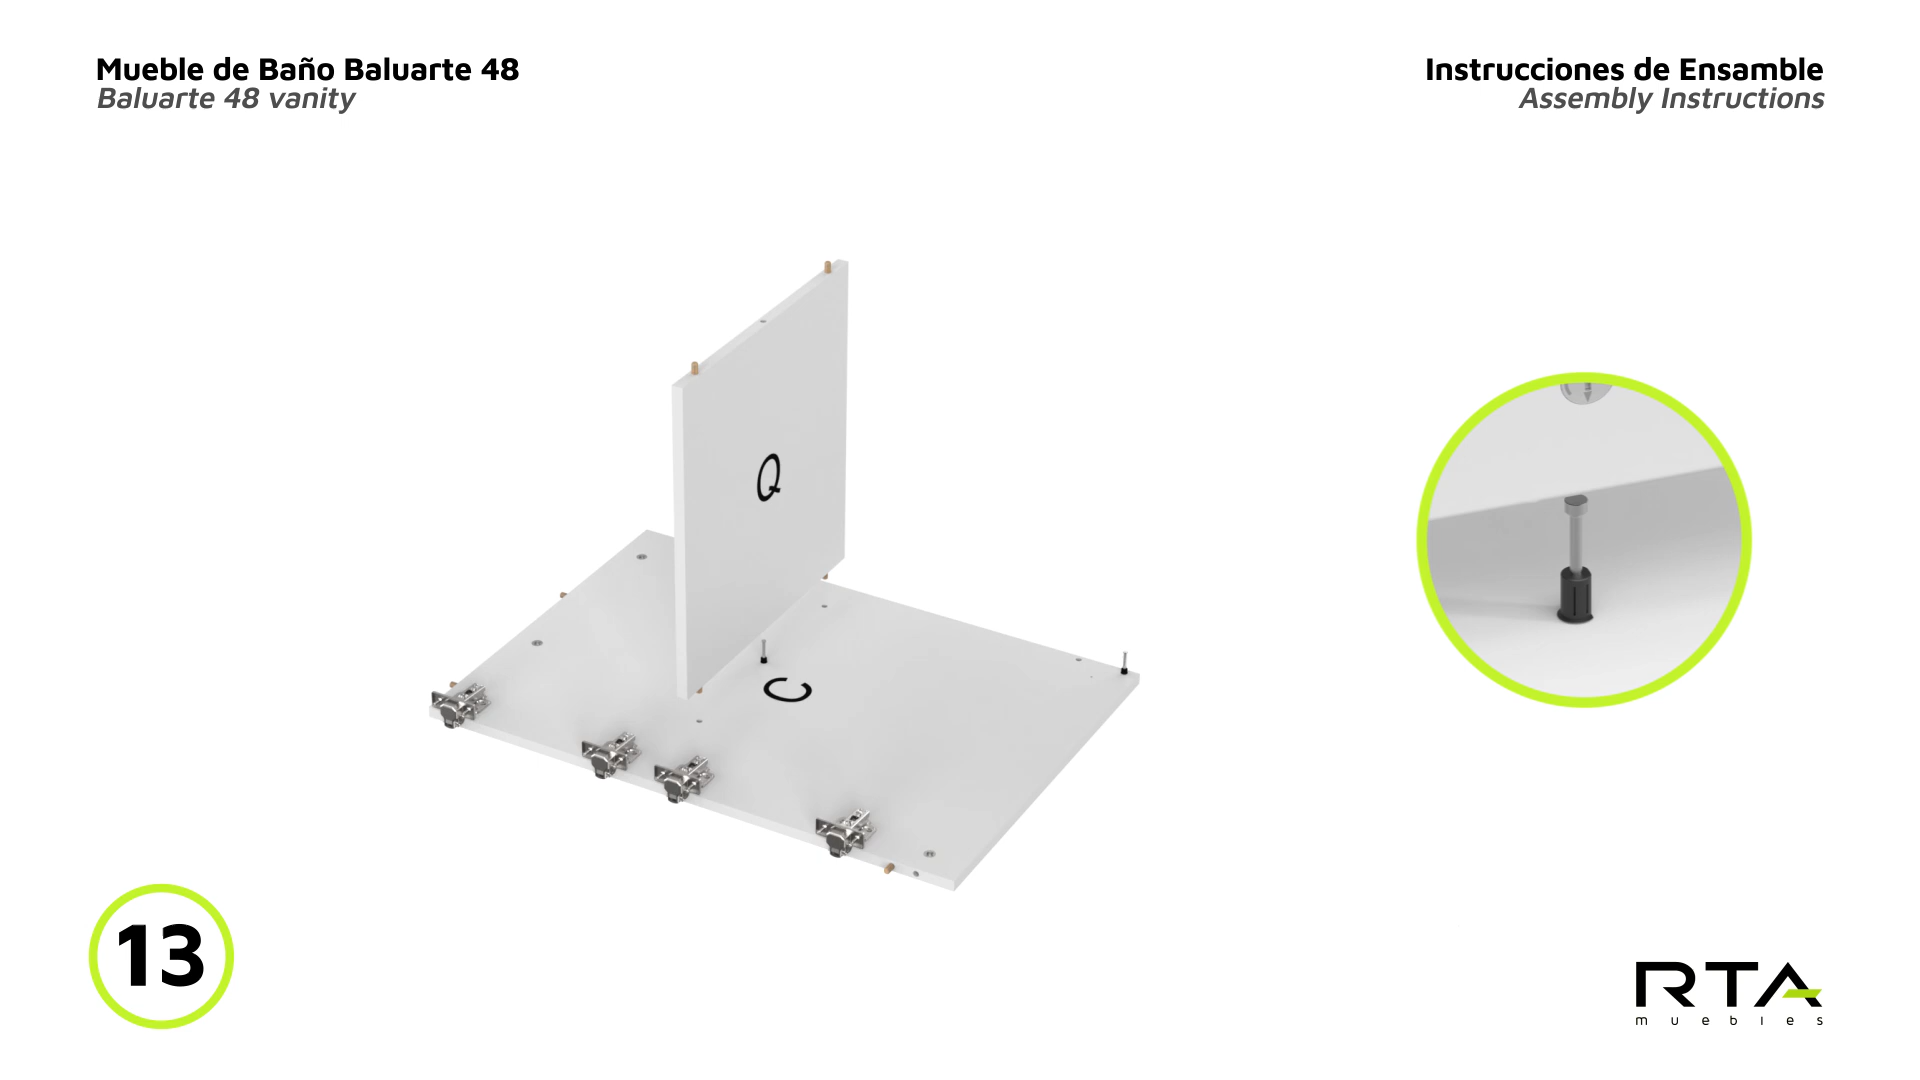 Mueble de Baño Baluarte 48
Baluarte 48 vanity
Instrucciones de Ensamble
Assembly Instructions
Q
C
13
RTA
muebles